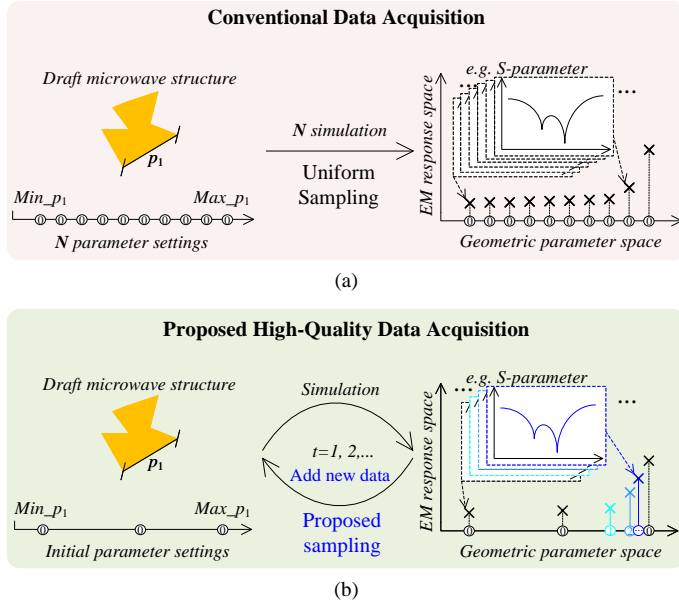 Conventional Data Acquisition
Draft microwave structure
p₁
Min_p₁
Max_p₁
N parameter settings
N simulation
Uniform
Sampling
EM response space
e.g. S-parameter
...
...
Geometric parameter space
(a)
Proposed High-Quality Data Acquisition
Draft microwave structure
p₁
Min_p₁
Max_p₁
Initial parameter settings
Simulation
t=1, 2,...
Add new data
Proposed
sampling
EM response space
e.g. S-parameter
...
...
Geometric parameter space
(b)